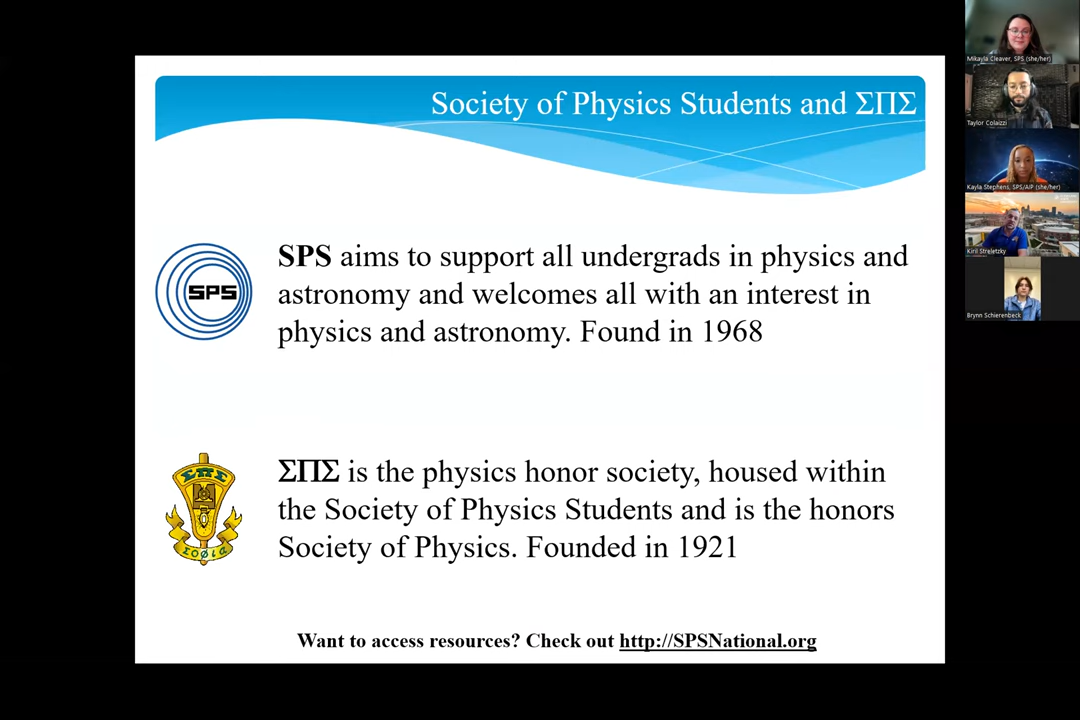 Society of Physics Students and ΣΠΣ
SPS
SPS aims to support all undergrads in physics and
astronomy and welcomes all with an interest in
physics and astronomy. Found in 1968
ΣΠΣ
ΣΟΦΙΑ
ΣΠΣ is the physics honor society, housed within
the Society of Physics Students and is the honors
Society of Physics. Founded in 1921
Want to access resources? Check out http://SPSNational.org
Mikayla Cleaver, SPS (she/her)
Taylor Colaizzi
Kayla Stephens, SPS/AIP (she/her)
Kiril Streletzky
Brynn Schierenbeck